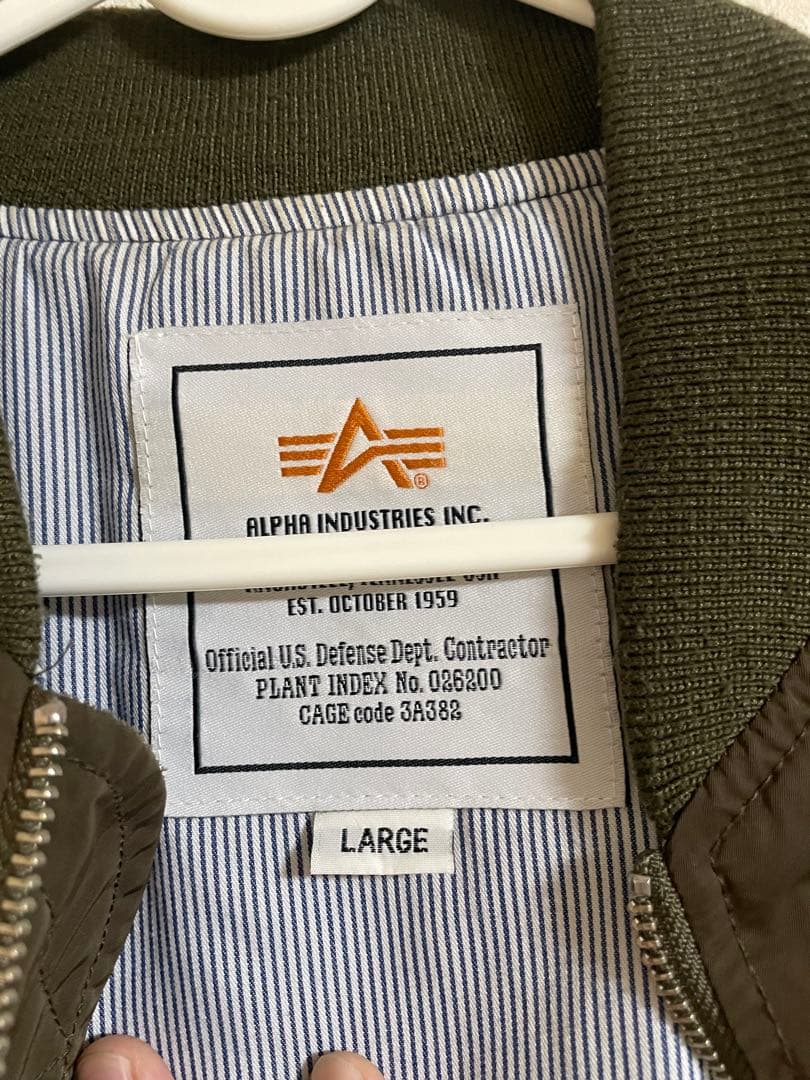 ®
ALPHA INDUSTRIES INC.
EST. OCTOBER 1959
Official U.S. Defense Dept. Contractor
PLANT INDEX No. 026200
CAGE code 3A382
LARGE